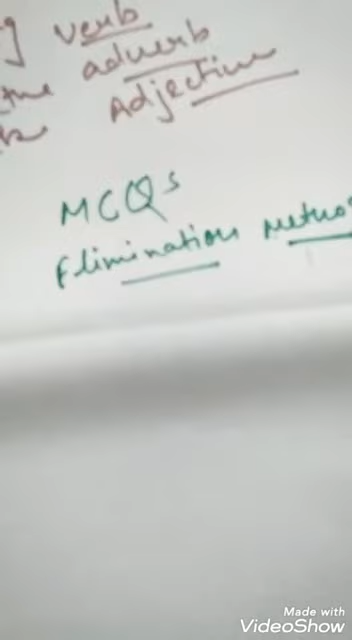 verb
adverb
Adjective
MCQs
Elimination
Made with
VideoShow